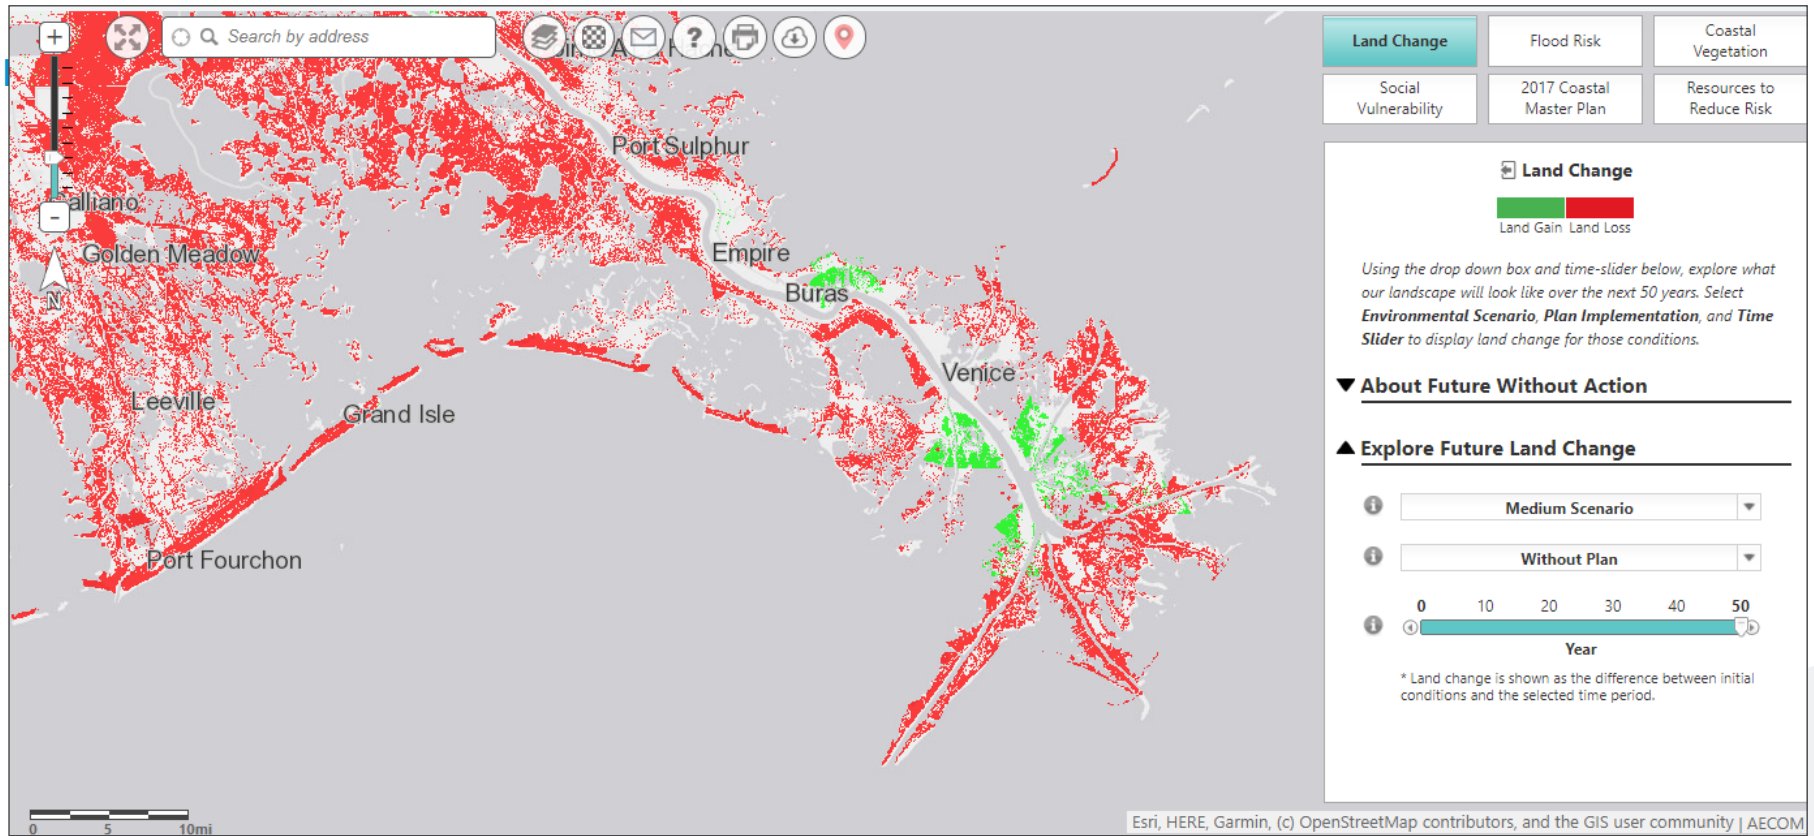 Search by address
?
Port Sulphur
Galliano
Golden Meadow
Empire
Buras
Venice
Leeville
Grand Isle
Port Fourchon
N
0 5 10mi
Land Change
Flood Risk
Coastal
Vegetation
Social
Vulnerability
2017 Coastal
Master Plan
Resources to
Reduce Risk
Land Change
Land Gain Land Loss
Using the drop down box and time-slider below, explore what
our landscape will look like over the next 50 years. Select
Environmental Scenario, Plan Implementation, and Time
Slider to display land change for those conditions.
About Future Without Action
Explore Future Land Change
Medium Scenario
Without Plan
0 10 20 30 40 50
Year
* Land change is shown as the difference between initial
conditions and the selected time period.
Esri, HERE, Garmin, (c) OpenStreetMap contributors, and the GIS user community | AECOM